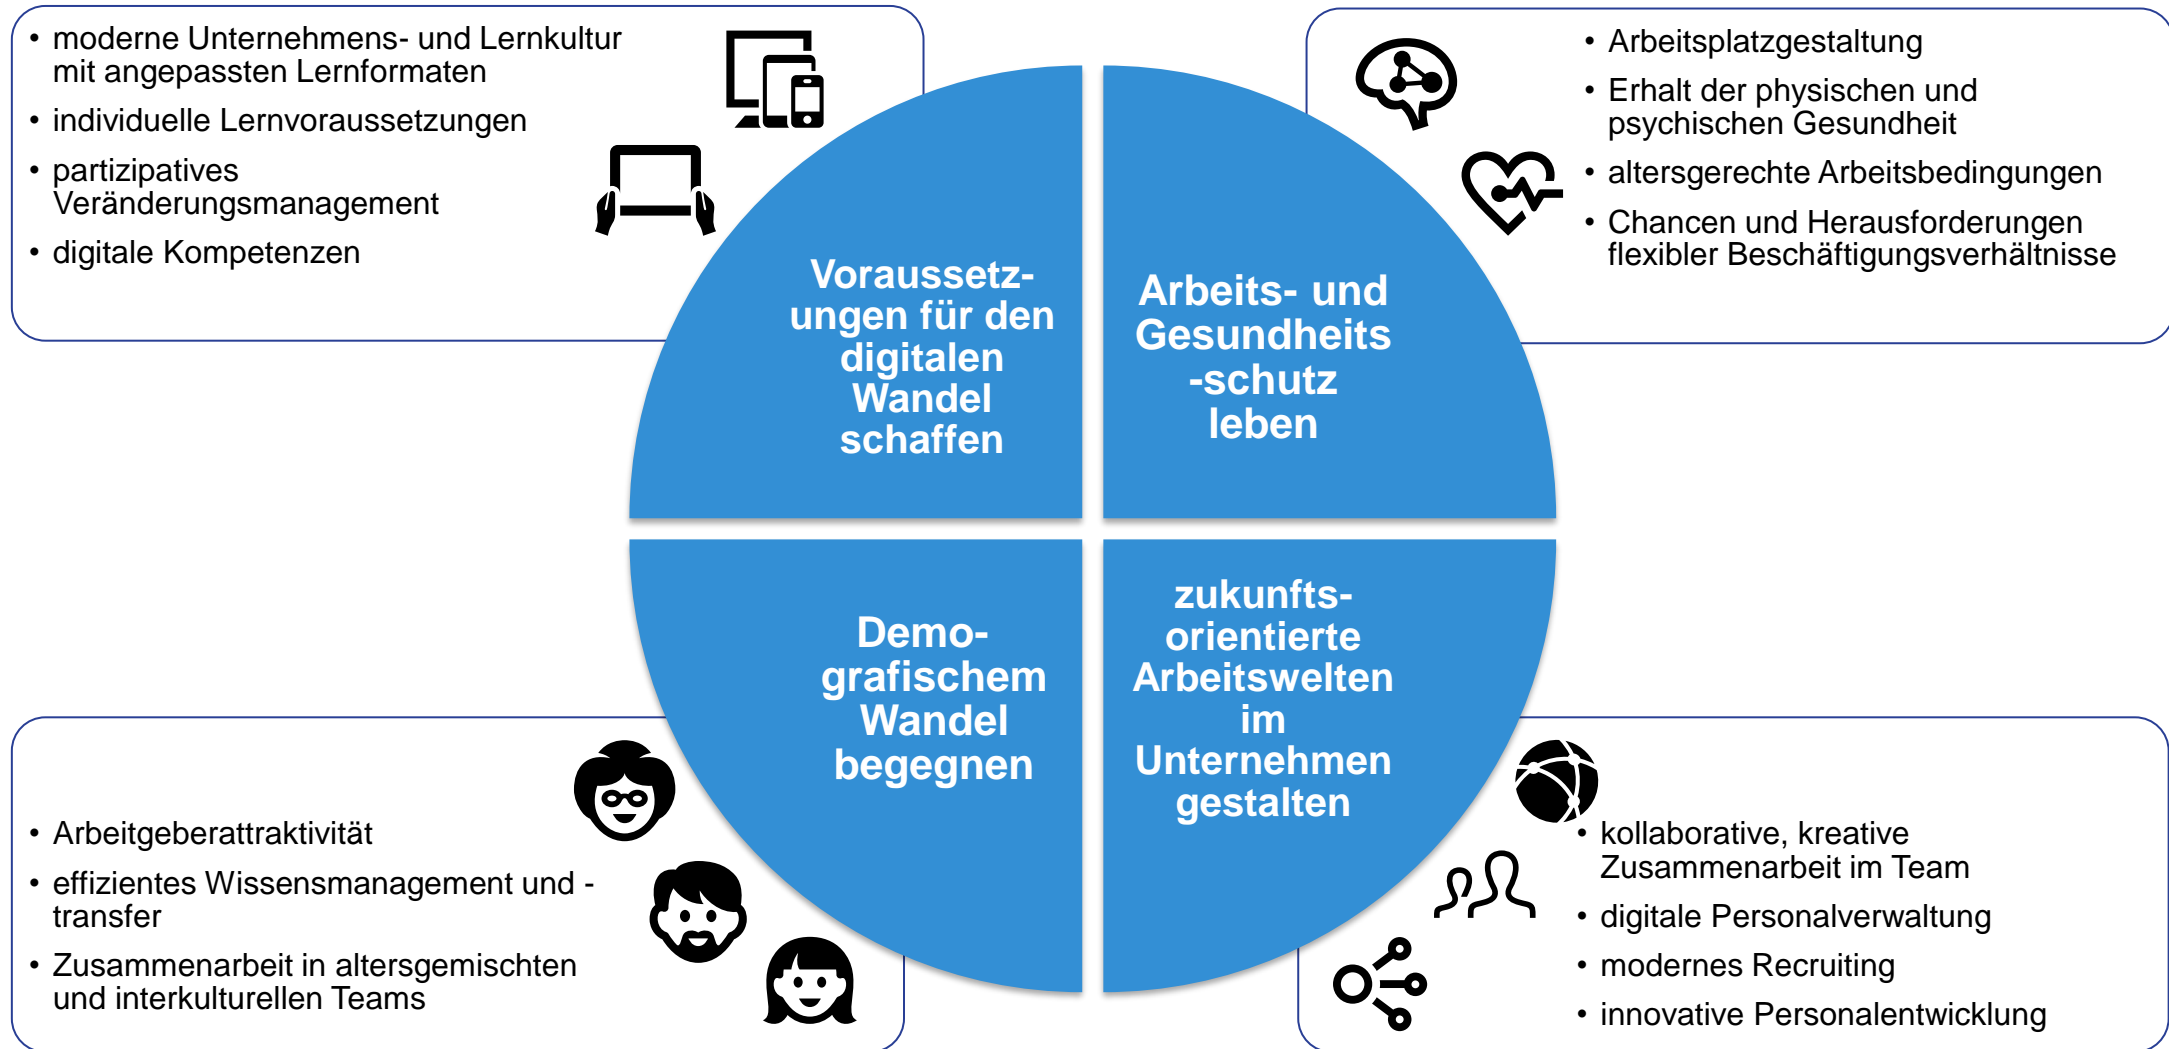 • moderne Unternehmens- und Lernkultur
mit angepassten Lernformaten
• individuelle Lernvoraussetzungen
• partizipatives
Veränderungsmanagement
• digitale Kompetenzen
• Arbeitsplatzgestaltung
• Erhalt der physischen und
psychischen Gesundheit
• altersgerechte Arbeitsbedingungen
• Chancen und Herausforderungen
flexibler Beschäftigungsverhältnisse
Voraussetz-
ungen für den
digitalen
Wandel
schaffen
Arbeits- und
Gesundheits
-schutz
leben
Demo-
grafischem
Wandel
begegnen
zukunfts-
orientierte
Arbeitswelten
im
Unternehmen
gestalten
• Arbeitgeberattraktivität
• effizientes Wissensmanagement und -
transfer
• Zusammenarbeit in altersgemischten
und interkulturellen Teams
• kollaborative, kreative
Zusammenarbeit im Team
• digitale Personalverwaltung
• modernes Recruiting
• innovative Personalentwicklung